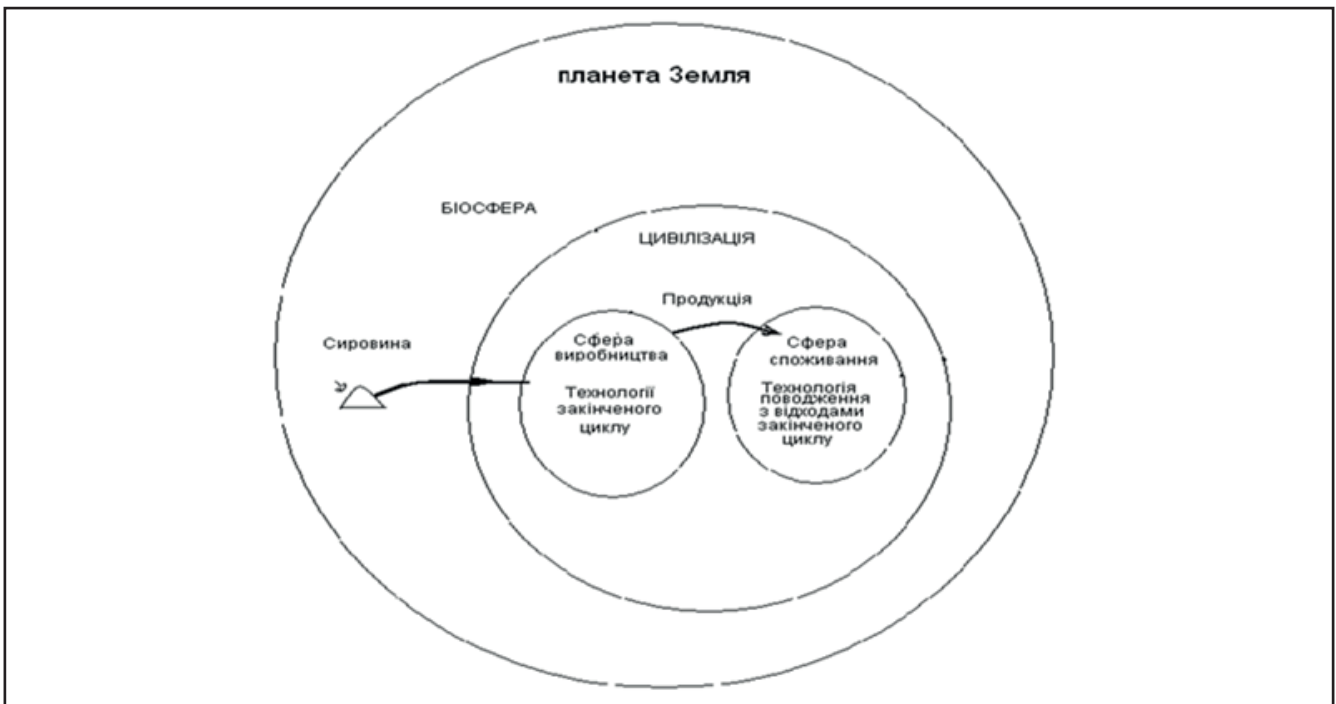 планета Земля
БІОСФЕРА
ЦИВІЛІЗАЦІЯ
Продукція
Сировина
Сфера
виробництва
Технології
закінченого
циклу
Сфера
споживання
Технологія
поводження
з відходами
закінченого
циклу